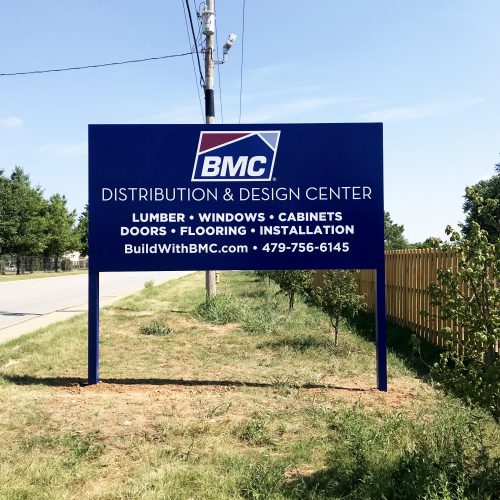 BMC
DISTRIBUTION & DESIGN CENTER
LUMBER • WINDOWS • CABINETS
DOORS • FLOORING • INSTALLATION
BuildWithBMC.com • 479-756-6145